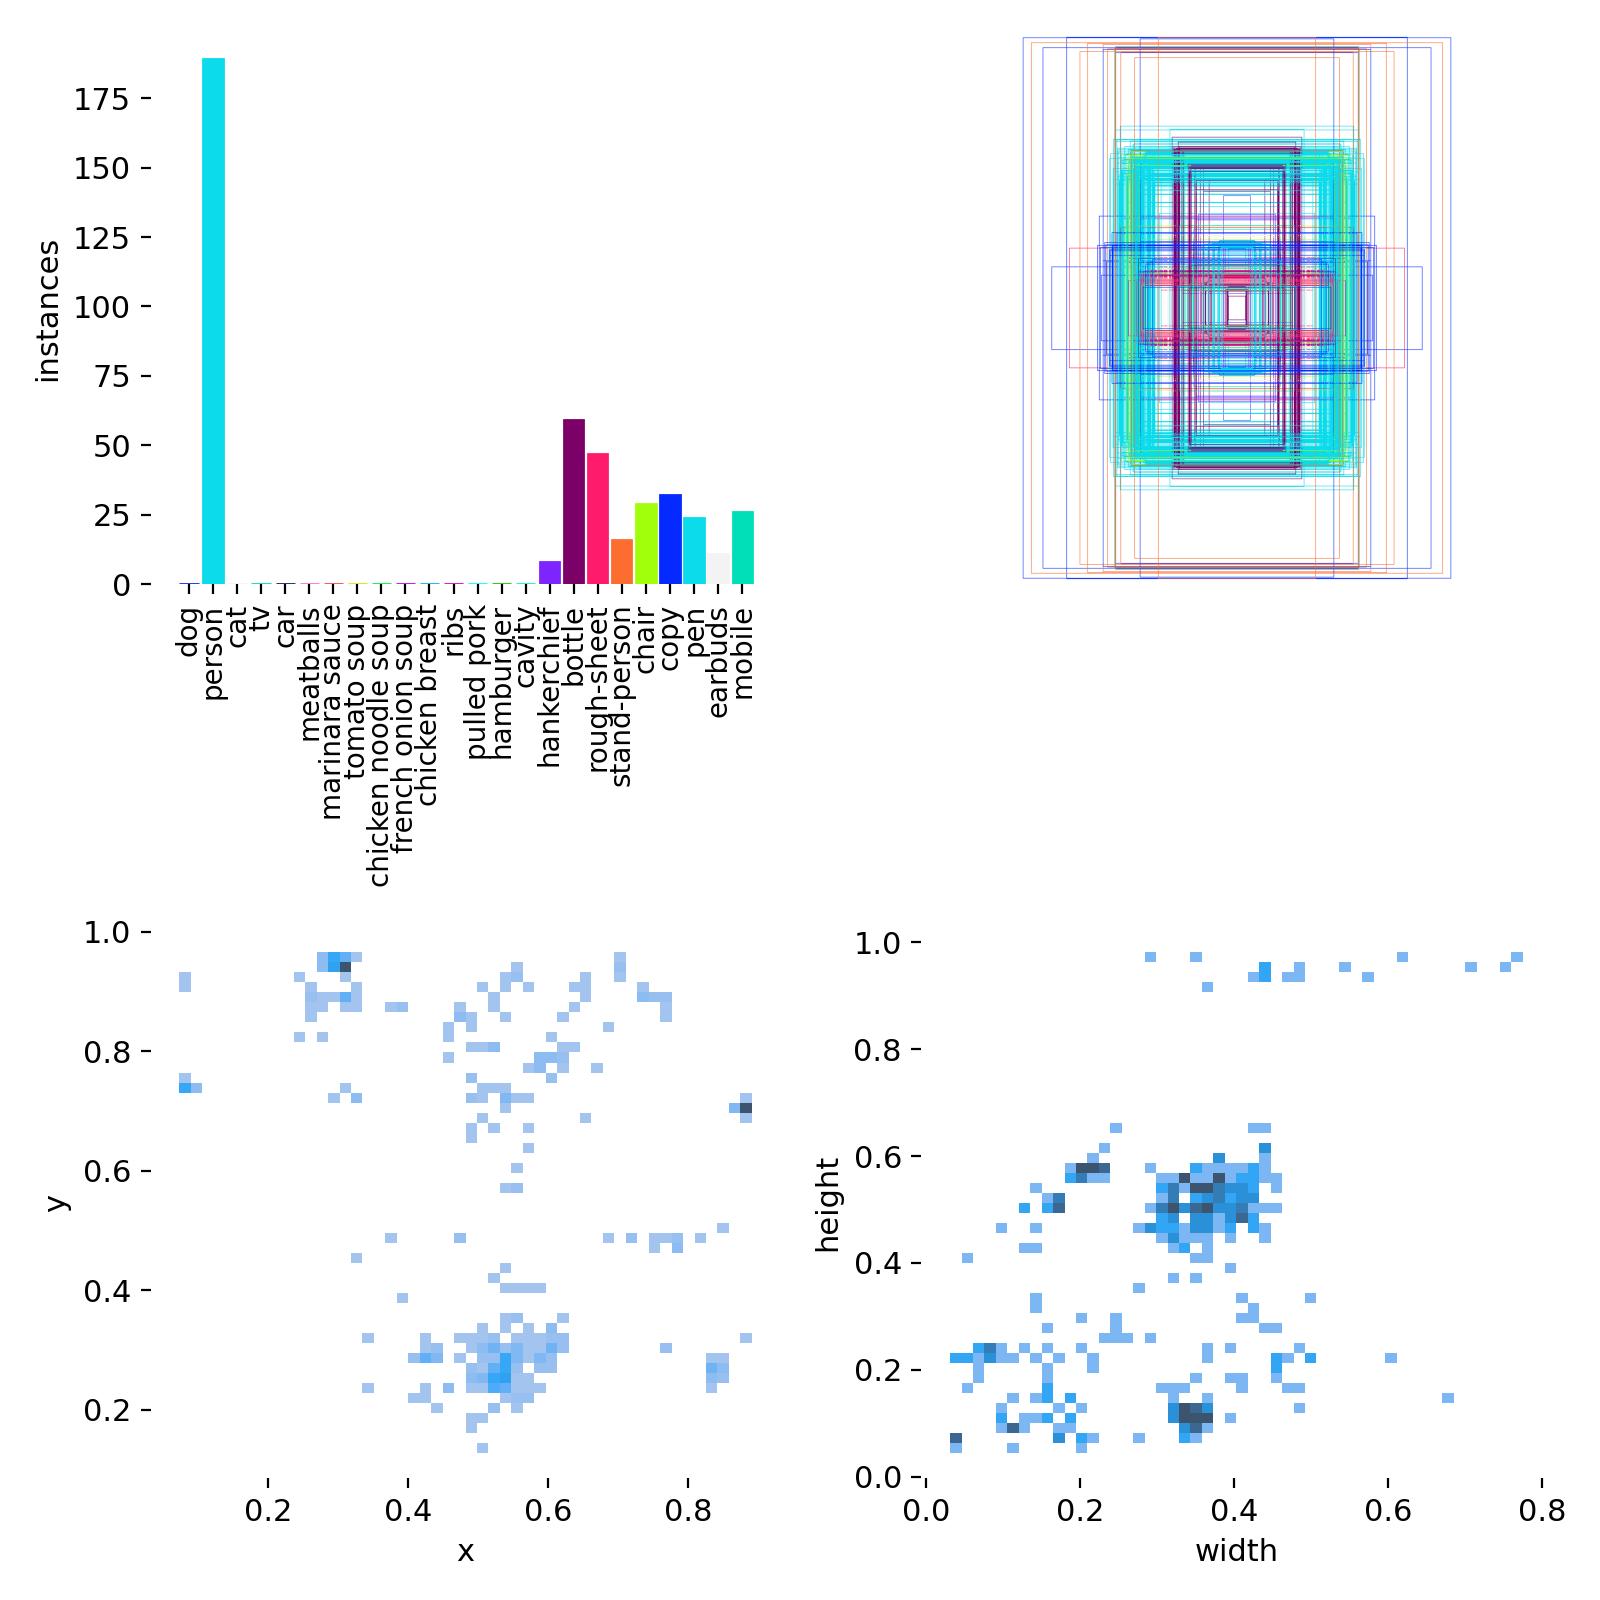 175
150
125
100
75
50
25
0
instances
dog
person
cat
tv
car
meatballs
marinara sauce
tomato soup
chicken noodle soup
french onion soup
chicken breast
ribs
pulled pork
hamburger
cavity
hankerchief
bottle
rough-sheet
stand-person
chair
copy
pen
earbuds
mobile
1.0
0.8
0.6
0.4
0.2
y
0.2 0.4 0.6 0.8
x
1.0
0.8
0.6
0.4
0.2
0.0
height
0.0 0.2 0.4 0.6 0.8
width